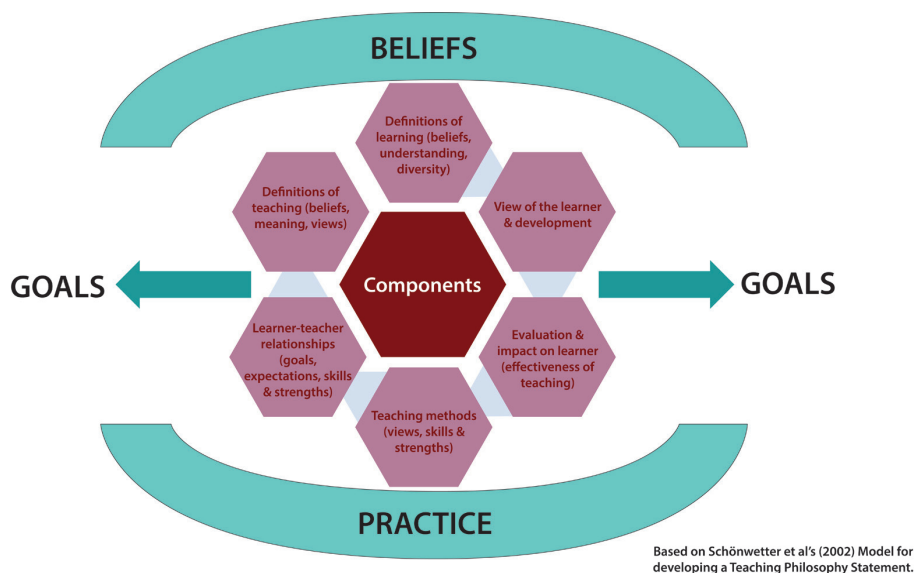 BELIEFS
Definitions of
learning (beliefs,
understanding,
diversity)
Definitions of
teaching (beliefs,
meaning, views)
View of the learner
& development
Components
GOALS
GOALS
Learner-teacher
relationships
(goals,
expectations, skills
& strengths)
Evaluation &
impact on learner
(effectiveness of
teaching)
Teaching methods
(views, skills &
strengths)
PRACTICE
Based on Schönwetter et al's (2002) Model for
developing a Teaching Philosophy Statement.